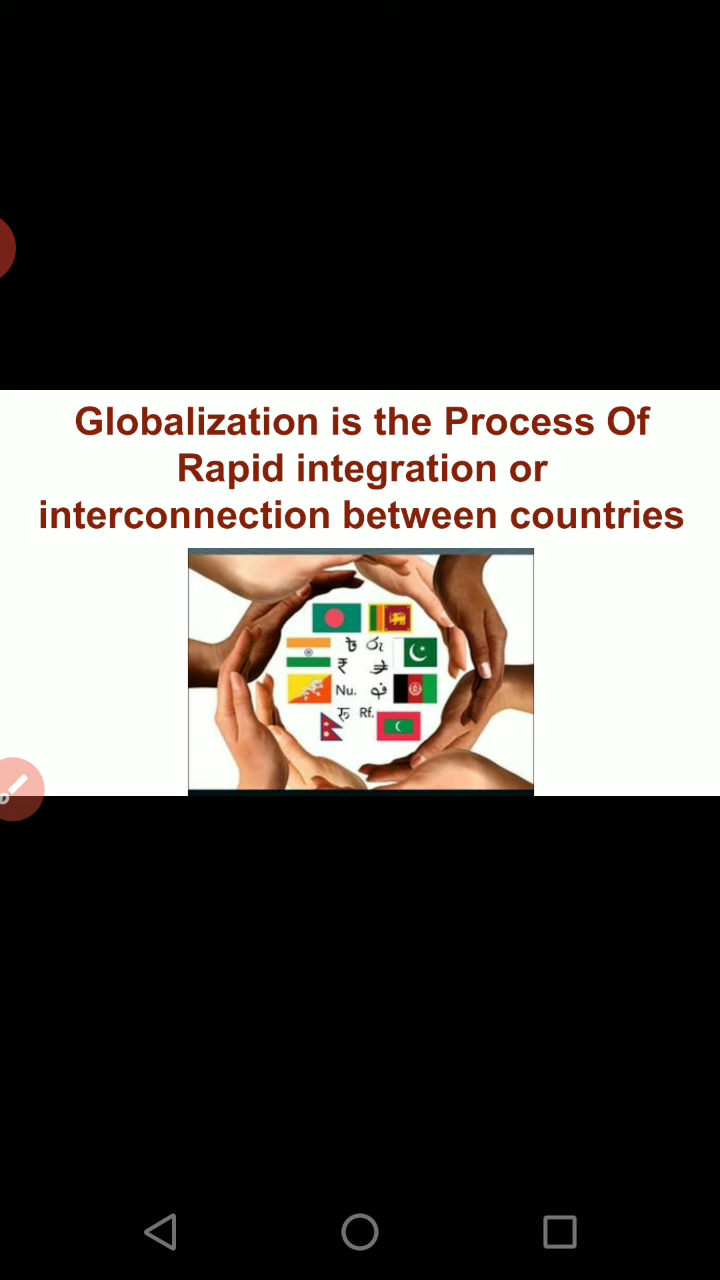 Globalization is the Process Of
Rapid integration or
interconnection between countries
৳ රු
₹
Nu. ؋
रू Rf.